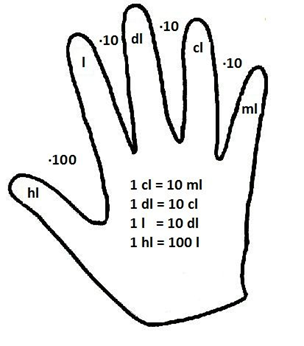 dl
·10
·10
cl
l
·10
ml
·100
hl
1 cl = 10 ml
1 dl = 10 cl
1 l = 10 dl
1 hl = 100 l